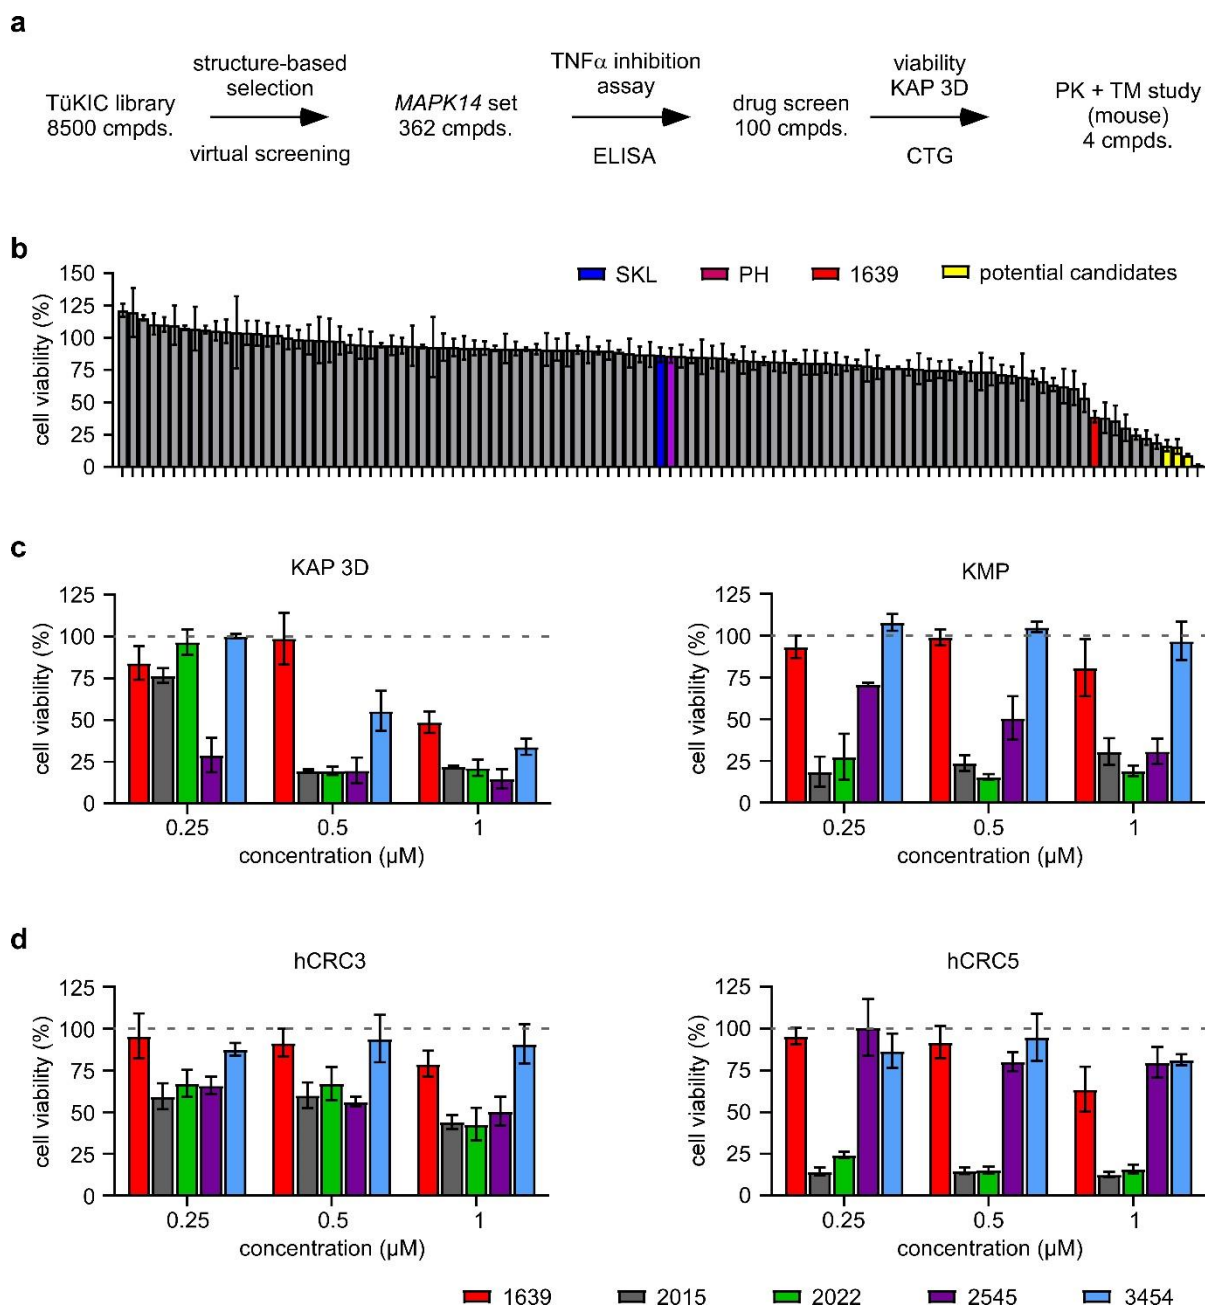 a
TüKIC library
8500 cmpds.
structure-based
selection
virtual screening
MAPK14 set
362 cmpds.
TNFα inhibition
assay
ELISA
drug screen
100 cmpds.
viability
KAP 3D
CTG
PK + TM study
(mouse)
4 cmpds.
b
SKL
PH
1639
potential candidates
cell viability (%)
150
125
100
75
50
25
0
c
KAP 3D
cell viability (%)
125
100
75
50
25
0
0.25
0.5
1
concentration (µM)
KMP
cell viability (%)
125
100
75
50
25
0
0.25
0.5
1
concentration (µM)
d
hCRC3
cell viability (%)
125
100
75
50
25
0
0.25
0.5
1
concentration (µM)
hCRC5
cell viability (%)
125
100
75
50
25
0
0.25
0.5
1
concentration (µM)
1639
2015
2022
2545
3454